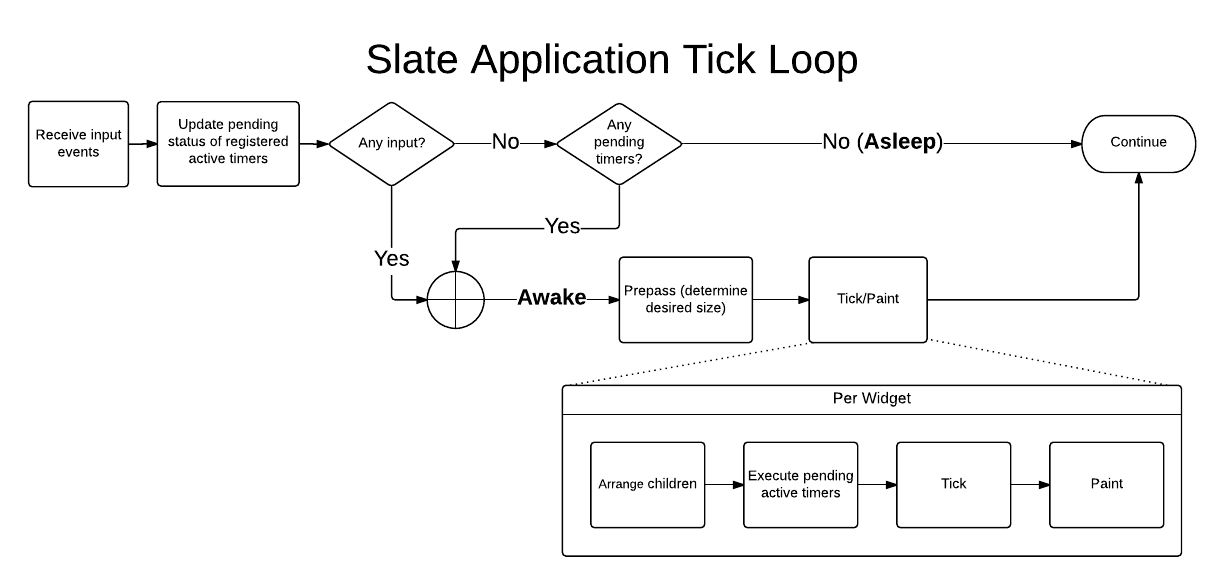 Slate Application Tick Loop
Receive input
events
Update pending
status of registered
active timers
Any input?
No
Any
pending
timers?
No (Asleep)
Continue
Yes
Yes
Awake
Prepass (determine
desired size)
Tick/Paint
Per Widget
Arrange children
Execute pending
active timers
Tick
Paint